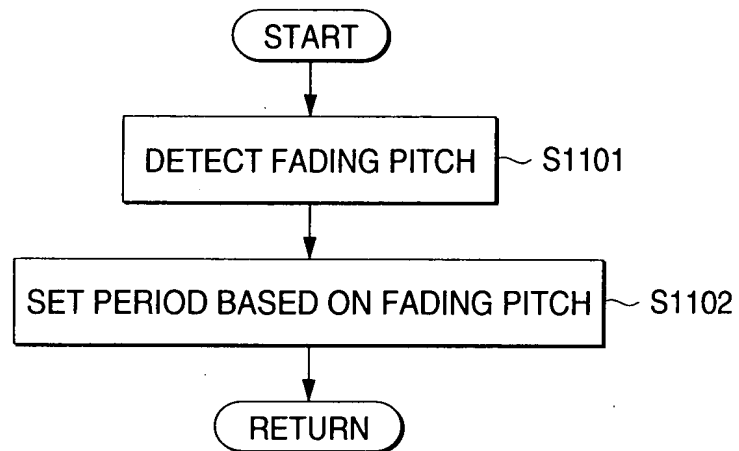 START
DETECT FADING PITCH
S1101
SET PERIOD BASED ON FADING PITCH
S1102
RETURN